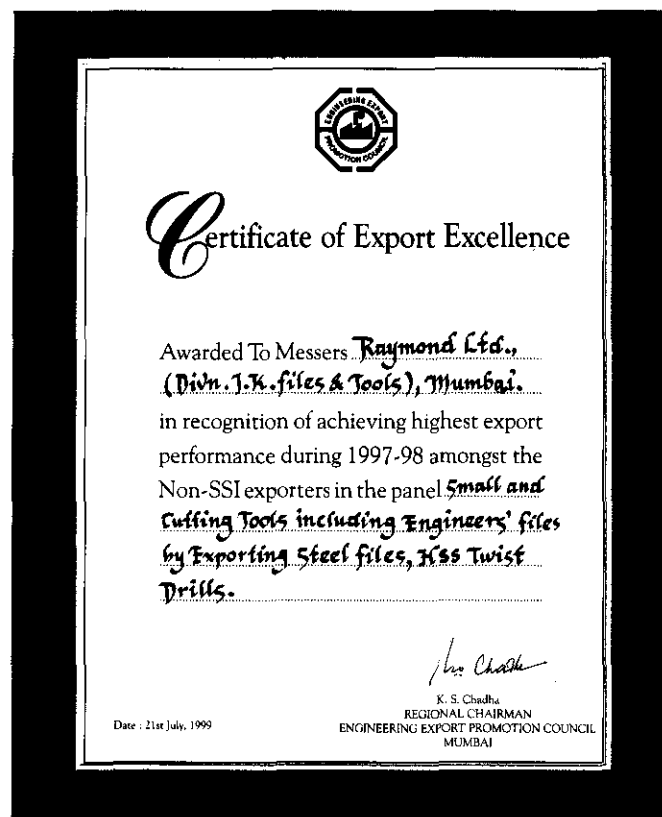 ENGINEERING EXPORT
PROMOTION COUNCIL
Certificate of Export Excellence
Awarded To Messers Raymond Ltd.,
(Divn. J.K. files & Tools), Mumbai.
in recognition of achieving highest export
performance during 1997-98 amongst the
Non-SSI exporters in the panel Small and
Cutting Tools including Engineers' files
by Exporting Steel files, HSS Twist
Drills.
K. S. Chadha
REGIONAL CHAIRMAN
Date : 21st July, 1999
ENGINEERING EXPORT PROMOTION COUNCIL
MUMBAI